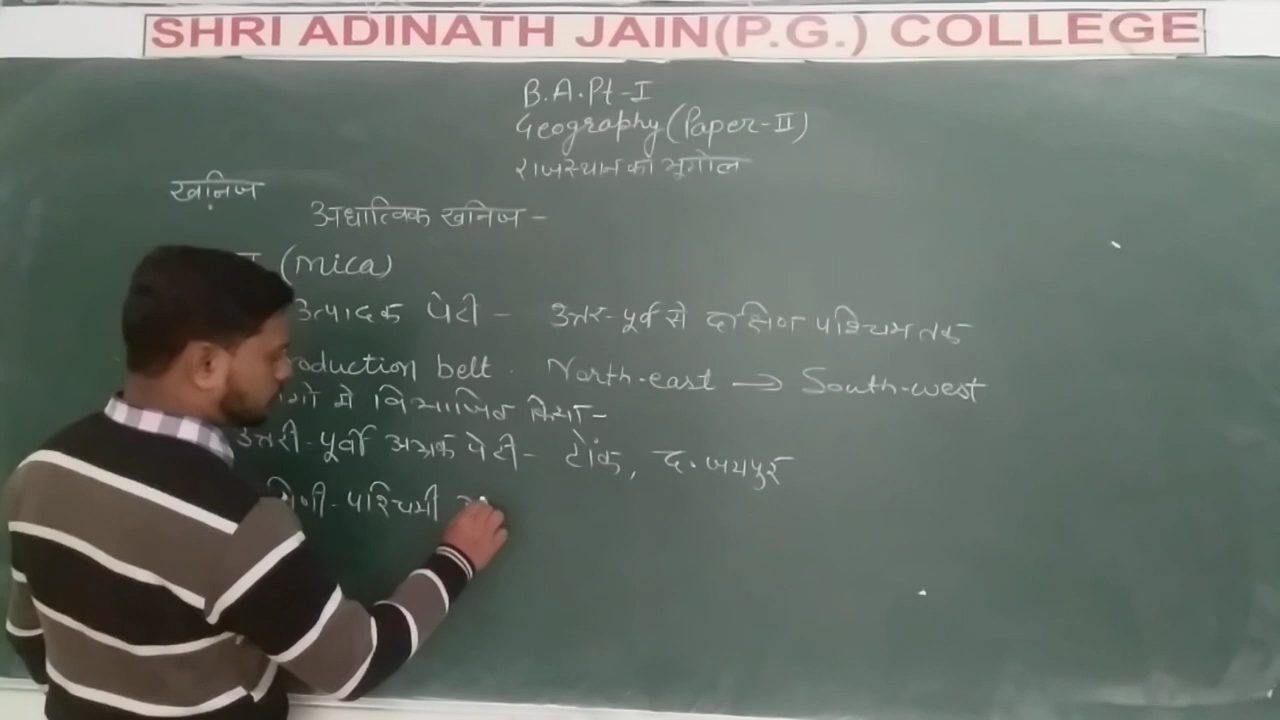 SHRI ADINATH JAIN(P.G.) COLLEGE
B.A.Pt-I
Geography (Paper-II)
राजस्थान का भूगोल
खनिज
अधात्विक खनिज -
(mica)
उत्पादक पेटी - उत्तर-पूर्व से दक्षिण पश्चिम तक
roduction belt. North-east → South-west
में विभाजित किया-
उत्तरी-पूर्वी अभ्रक पेटी - टोंक, द. जयपुर
पश्चिमी